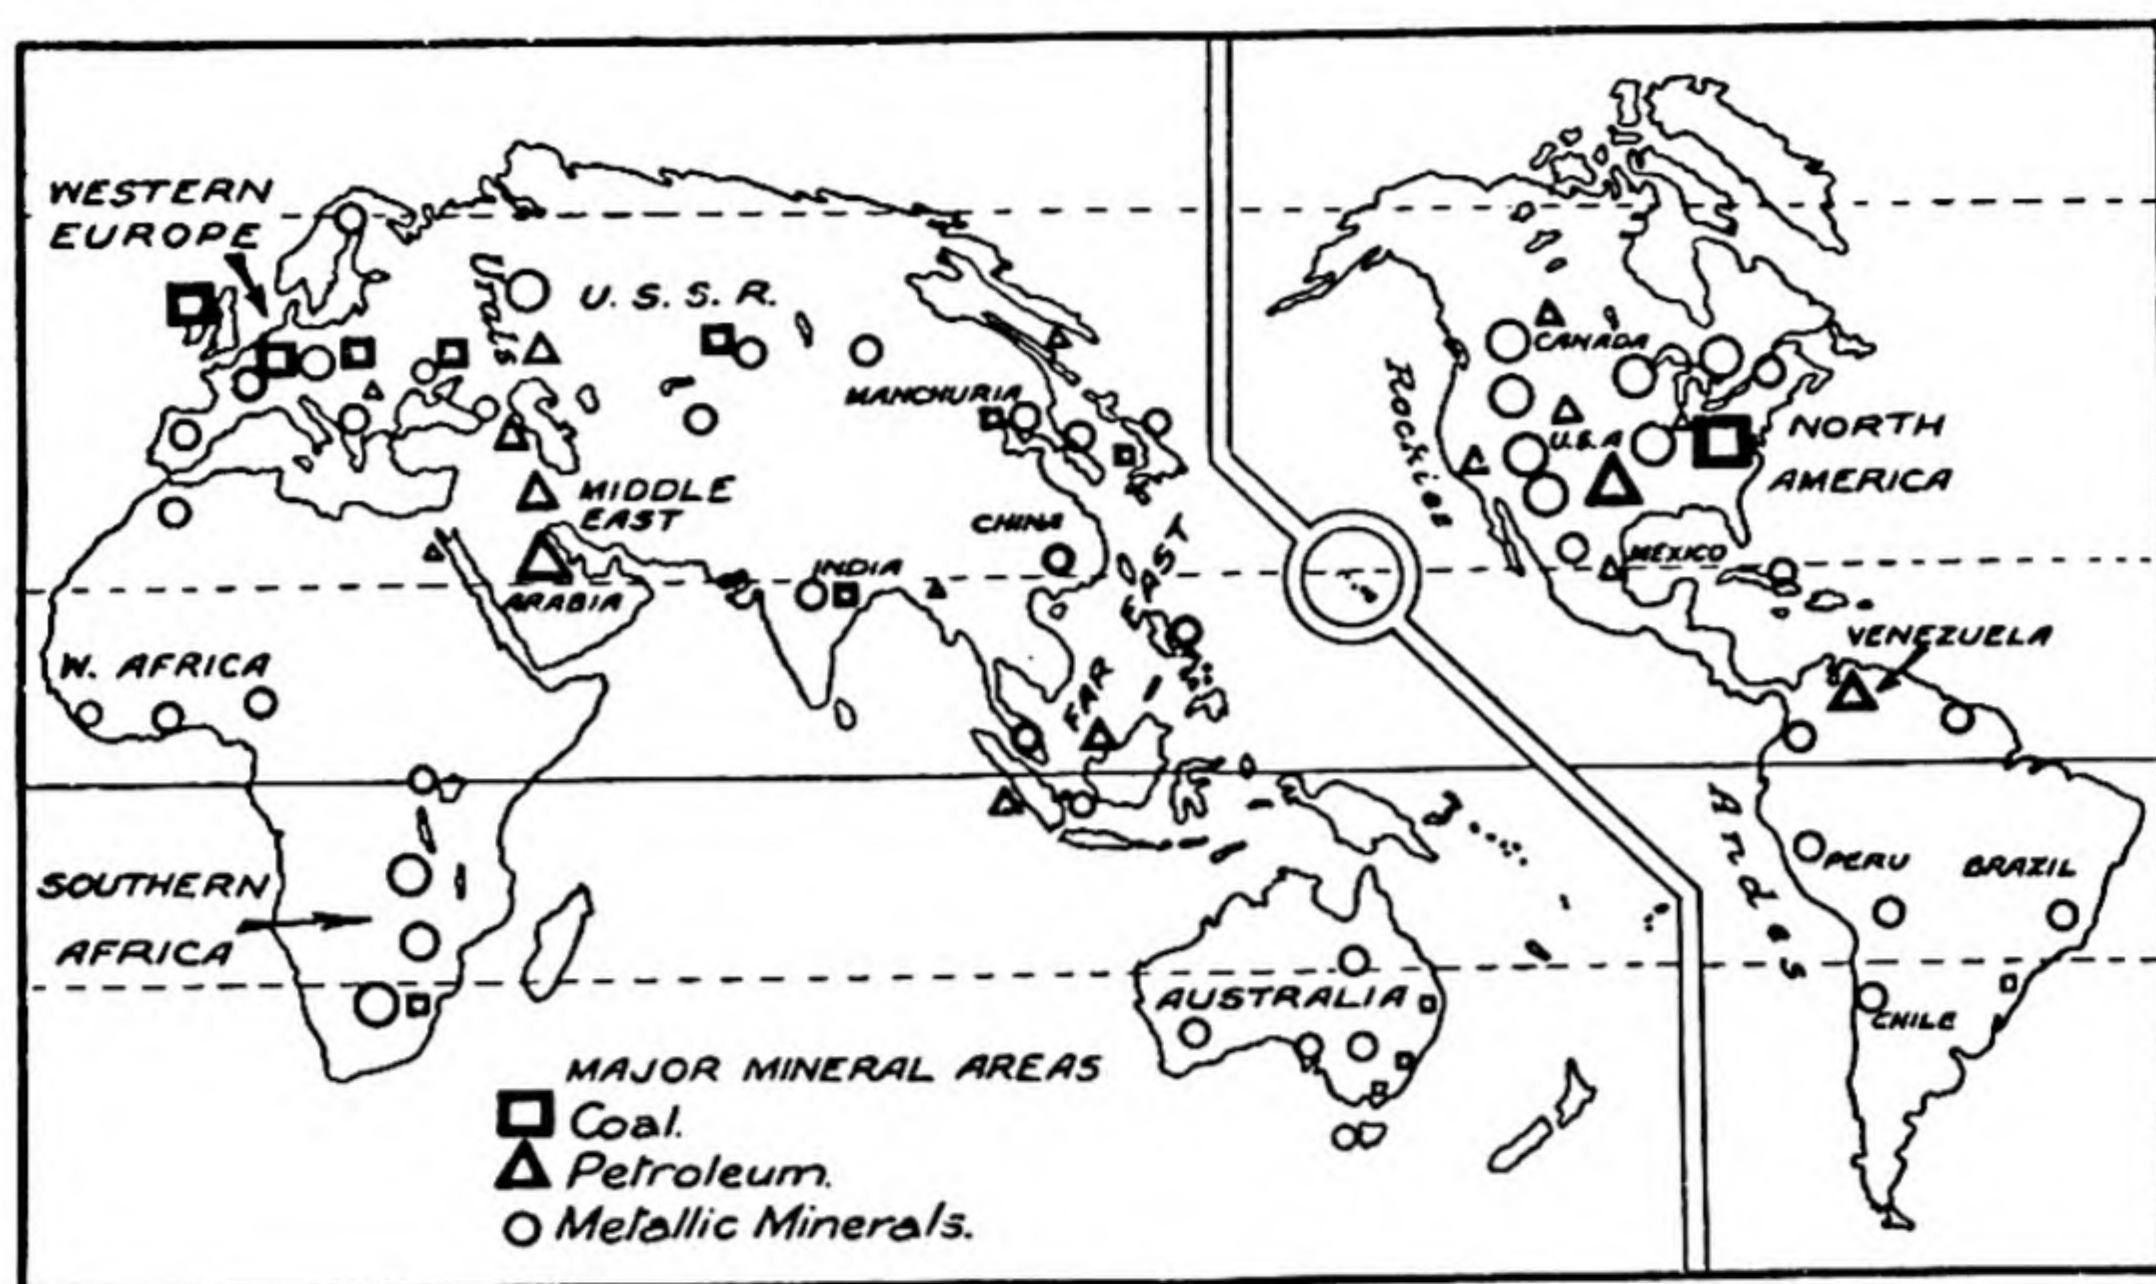 WESTERN
EUROPE
Urals
U. S. S. R.
MANCHURIA
MIDDLE
EAST
CHINA
INDIA
ARABIA
FAR EAST
W. AFRICA
SOUTHERN
AFRICA
AUSTRALIA
Rockies
CANADA
U.S.A
NORTH
AMERICA
MEXICO
VENEZUELA
Andes
PERU
BRAZIL
CHILE
MAJOR MINERAL AREAS
Coal.
Petroleum.
Metallic Minerals.